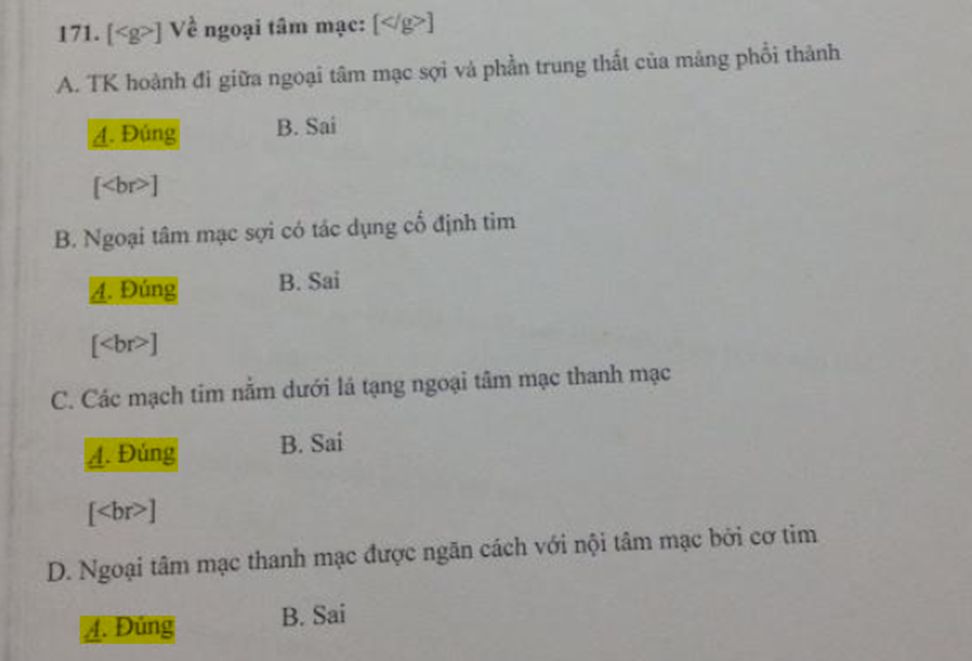 171. [<g>] Về ngoại tâm mạc: [</g>]
A. TK hoành đi giữa ngoại tâm mạc sợi và phần trung thất của màng phổi thành
A. Đúng B. Sai
[<br>]
B. Ngoại tâm mạc sợi có tác dụng cố định tim
A. Đúng B. Sai
[<br>]
C. Các mạch tim nằm dưới lá tạng ngoại tâm mạc thanh mạc
A. Đúng B. Sai
[<br>]
D. Ngoại tâm mạc thanh mạc được ngăn cách với nội tâm mạc bởi cơ tim
A. Đúng B. Sai